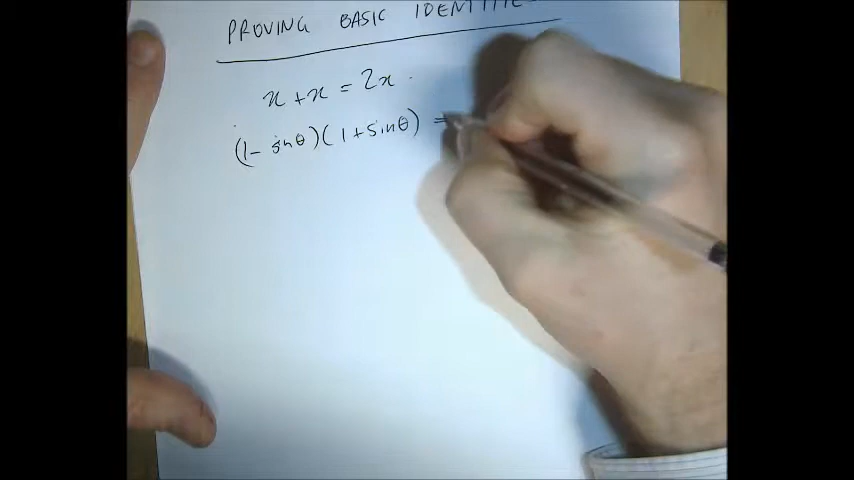 PROVING BASIC
x + x = 2x.
(1 - sinθ)(1 + sinθ) =